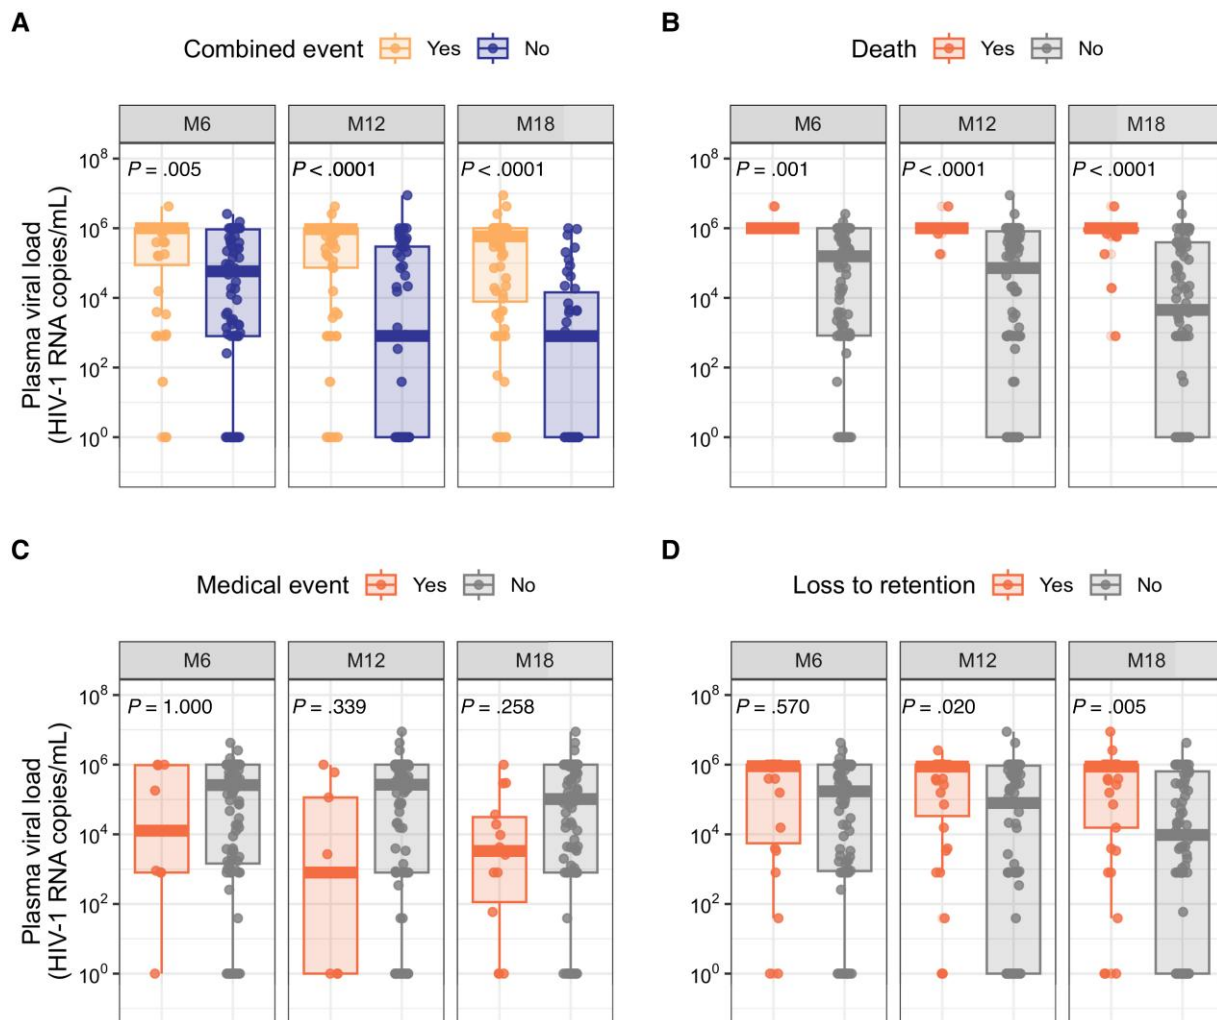 A
Combined event Yes No
M6 M12 M18
P = .005 P < .0001 P < .0001
10⁸
10⁶
10⁴
10²
10⁰
Plasma viral load
(HIV-1 RNA copies/mL)
B
Death Yes No
M6 M12 M18
P = .001 P < .0001 P < .0001
10⁸
10⁶
10⁴
10²
10⁰
C
Medical event Yes No
M6 M12 M18
P = 1.000 P = .339 P = .258
10⁸
10⁶
10⁴
10²
10⁰
Plasma viral load
(HIV-1 RNA copies/mL)
D
Loss to retention Yes No
M6 M12 M18
P = .570 P = .020 P = .005
10⁸
10⁶
10⁴
10²
10⁰